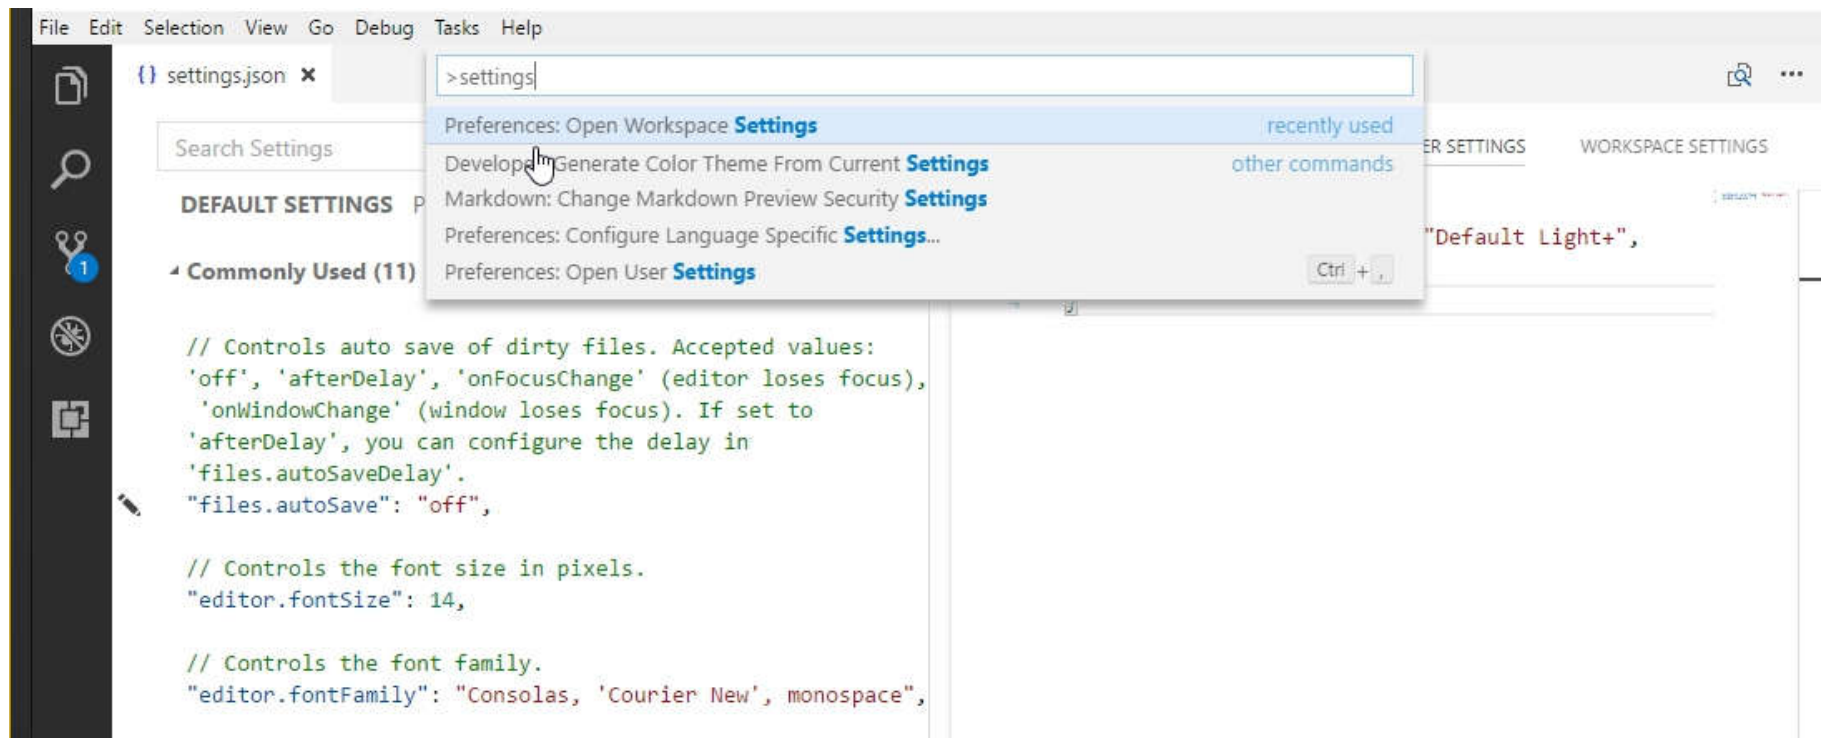 File Edit Selection View Go Debug Tasks Help
{} settings.json ×
>settings
Preferences: Open Workspace Settings recently used
Generate Color Theme From Current Settings other commands
Markdown: Change Markdown Preview Security Settings
Preferences: Configure Language Specific Settings...
Preferences: Open User Settings Ctrl + ,
Search Settings
ER SETTINGS WORKSPACE SETTINGS
DEFAULT SETTINGS P
"Default Light+",
Commonly Used (11)
1
}
// Controls auto save of dirty files. Accepted values:
'off', 'afterDelay', 'onFocusChange' (editor loses focus),
'onWindowChange' (window loses focus). If set to
'afterDelay', you can configure the delay in
'files.autoSaveDelay'.
"files.autoSave": "off",
// Controls the font size in pixels.
"editor.fontSize": 14,
// Controls the font family.
"editor.fontFamily": "Consolas, 'Courier New', monospace",